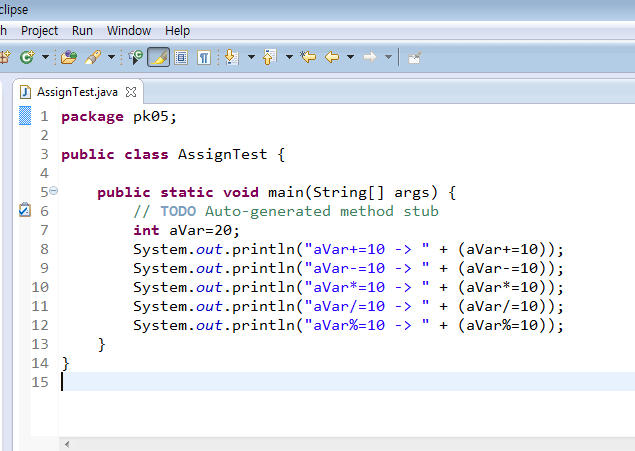 clipse
h Project Run Window Help
AssignTest.java
1 package pk05;
2
3 public class AssignTest {
4
5 public static void main(String[] args) {
6 // TODO Auto-generated method stub
7 int aVar=20;
8 System.out.println("aVar+=10 -> " + (aVar+=10));
9 System.out.println("aVar-=10 -> " + (aVar-=10));
10 System.out.println("aVar*=10 -> " + (aVar*=10));
11 System.out.println("aVar/=10 -> " + (aVar/=10));
12 System.out.println("aVar%=10 -> " + (aVar%=10));
13 }
14 }
15